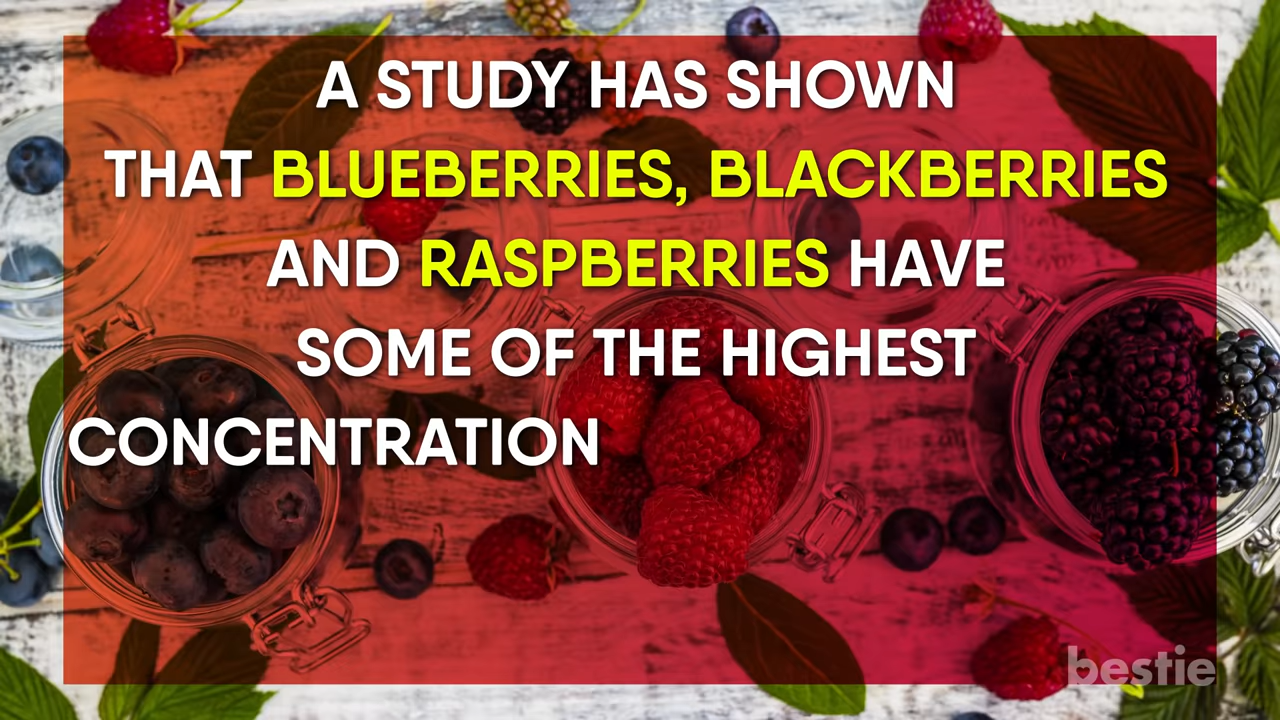 A STUDY HAS SHOWN
THAT BLUEBERRIES, BLACKBERRIES
AND RASPBERRIES HAVE
SOME OF THE HIGHEST
CONCENTRATION
bestie